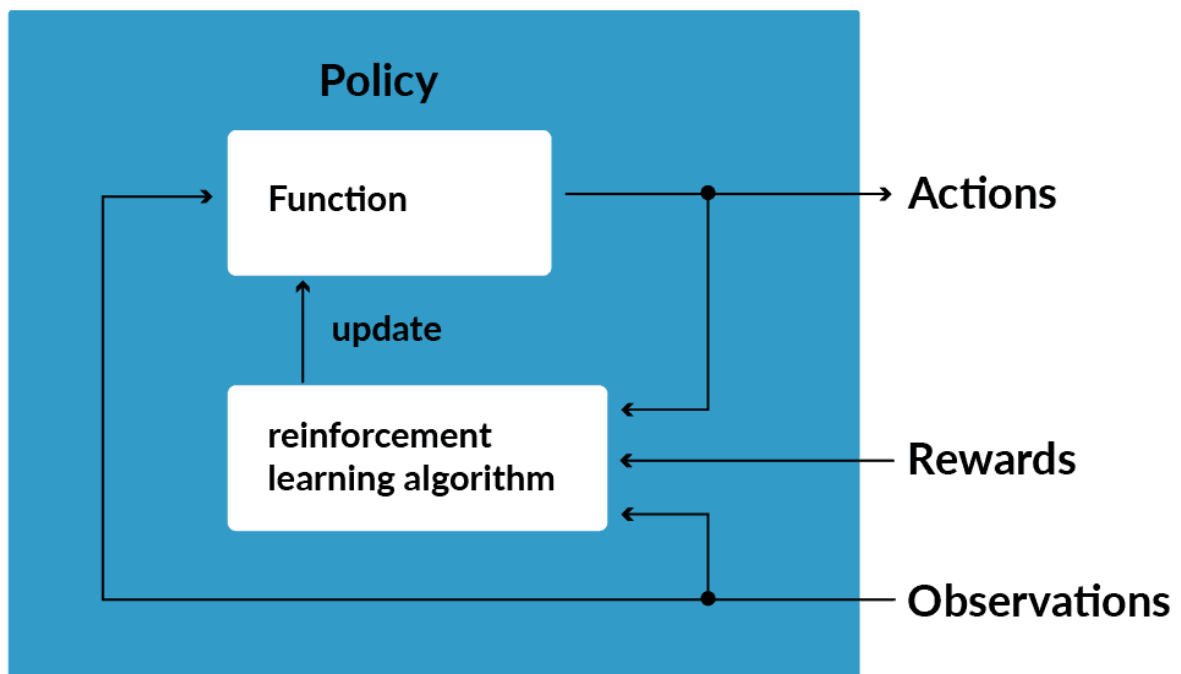 Policy
Function
Actions
update
reinforcement
learning algorithm
Rewards
Observations